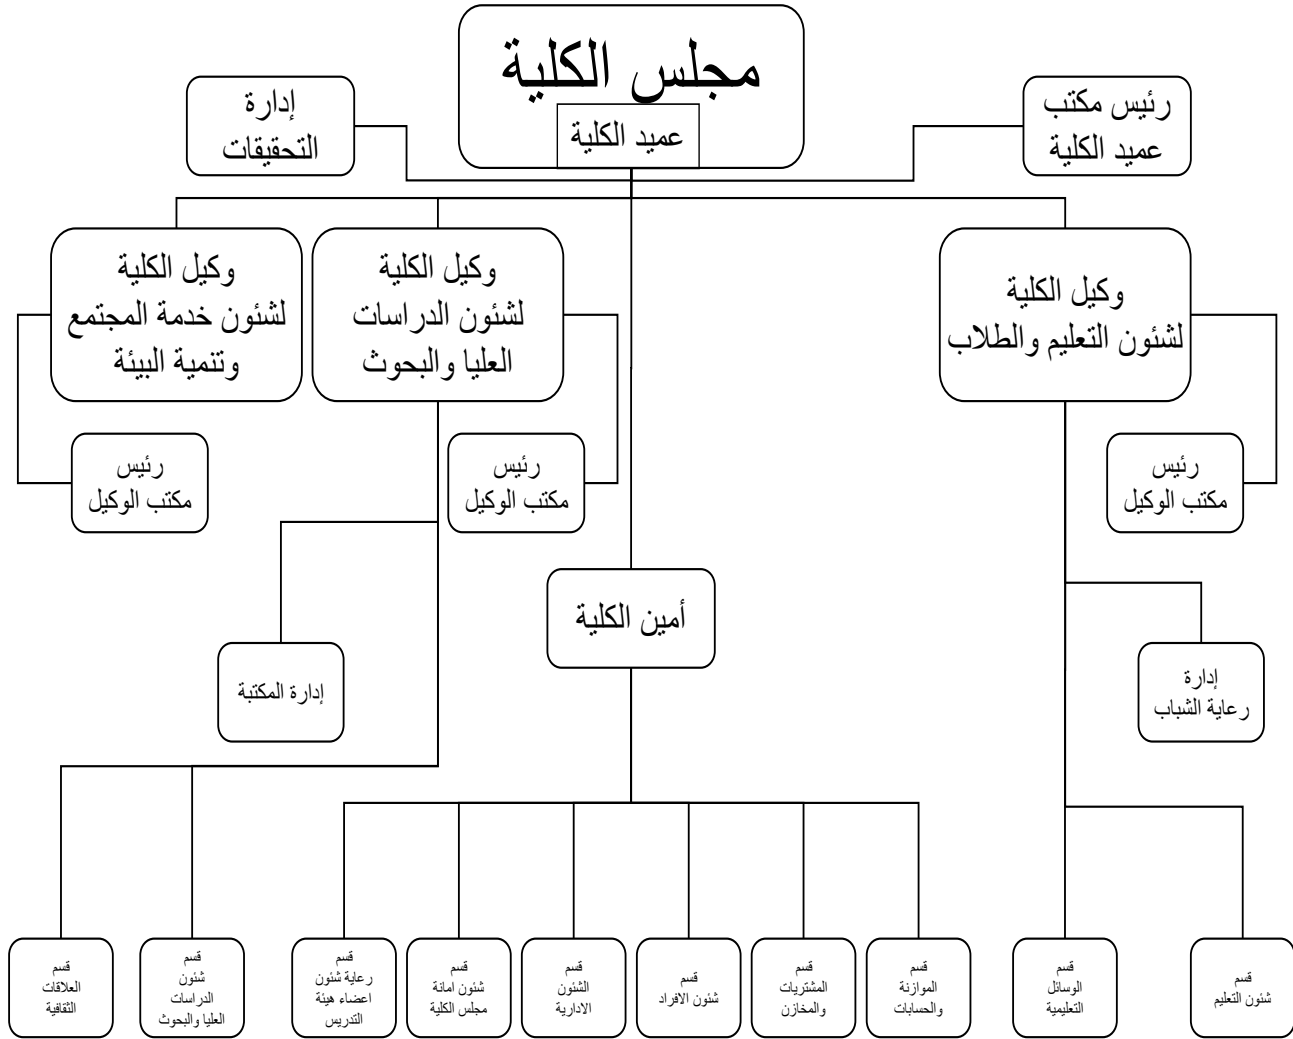 مجلس الكلية
عميد الكلية
رئيس مكتب
عميد الكلية
إدارة
التحقيقات
وكيل الكلية
لشئون التعليم والطلاب
وكيل الكلية
لشئون الدراسات
العليا والبحوث
وكيل الكلية
لشئون خدمة المجتمع
وتنمية البيئة
رئيس
مكتب الوكيل
رئيس
مكتب الوكيل
رئيس
مكتب الوكيل
أمين الكلية
إدارة
رعاية الشباب
إدارة المكتبة
قسم
شئون التعليم
قسم
الوسائل
التعليمية
قسم
الموازنة
والحسابات
قسم
المشتريات
والمخازن
قسم
شئون الافراد
قسم
الشئون
الادارية
قسم
شئون امانة
مجلس الكلية
قسم
رعاية شئون
اعضاء هيئة
التدريس
قسم
شئون
الدراسات
العليا والبحوث
قسم
العلاقات
الثقافية